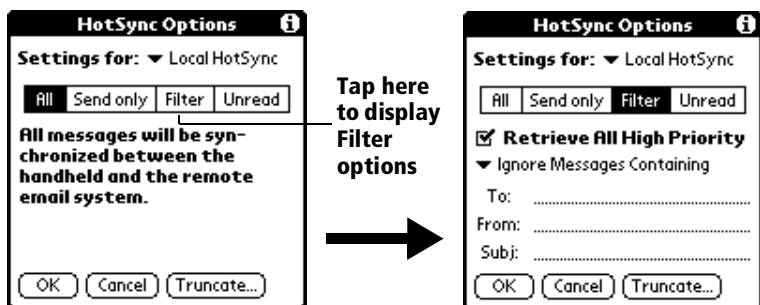 HotSync Options
Settings for: Local HotSync
All Send only Filter Unread
All messages will be syn-
chronized between the
handheld and the remote
email system.
OK Cancel Truncate...
Tap here
to display
Filter
options
HotSync Options
Settings for: Local HotSync
All Send only Filter Unread
Retrieve All High Priority
Ignore Messages Containing
To:
From:
Subj:
OK Cancel Truncate...